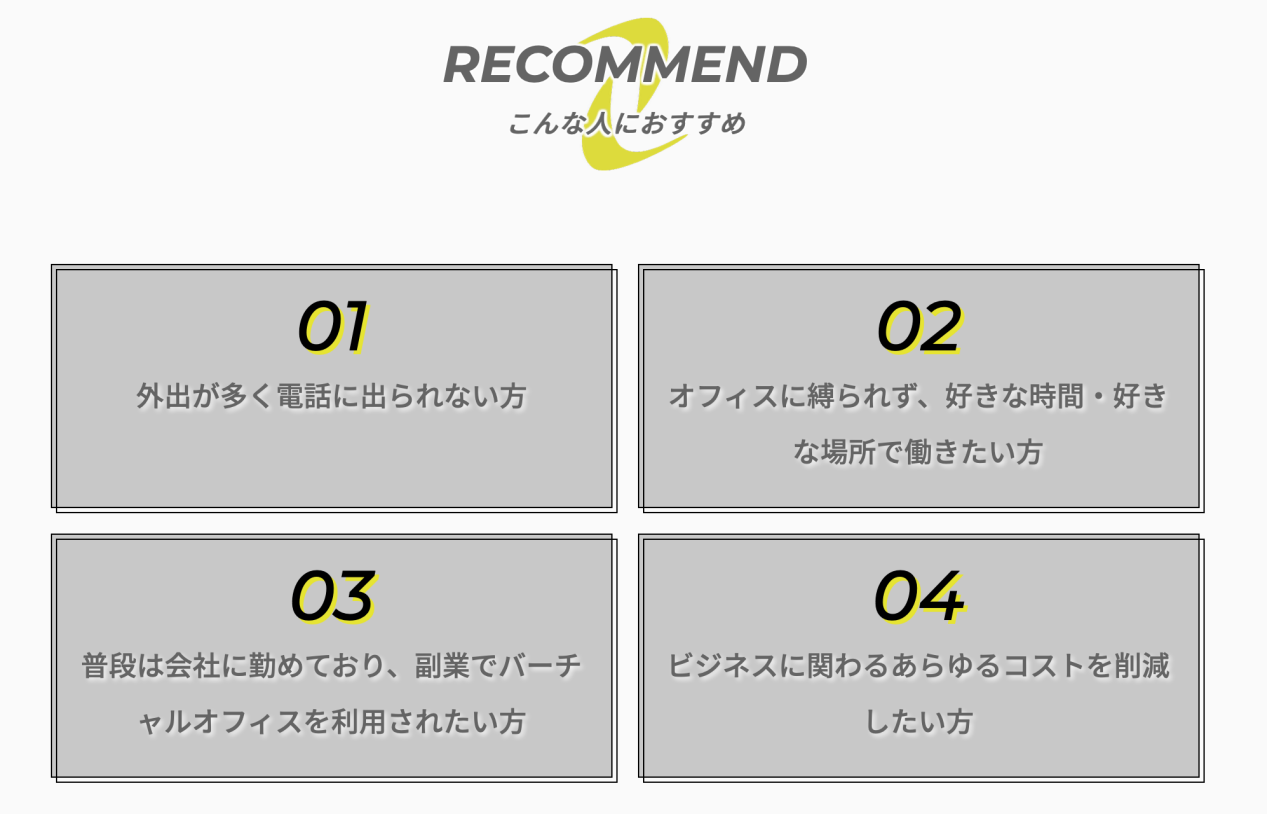 RECOMMEND
こんな人におすすめ
01
外出が多く電話に出られない方
02
オフィスに縛られず、好きな時間・好き
な場所で働きたい方
03
普段は会社に勤めており、副業でバーチ
ャルオフィスを利用されたい方
04
ビジネスに関わるあらゆるコストを削減
したい方